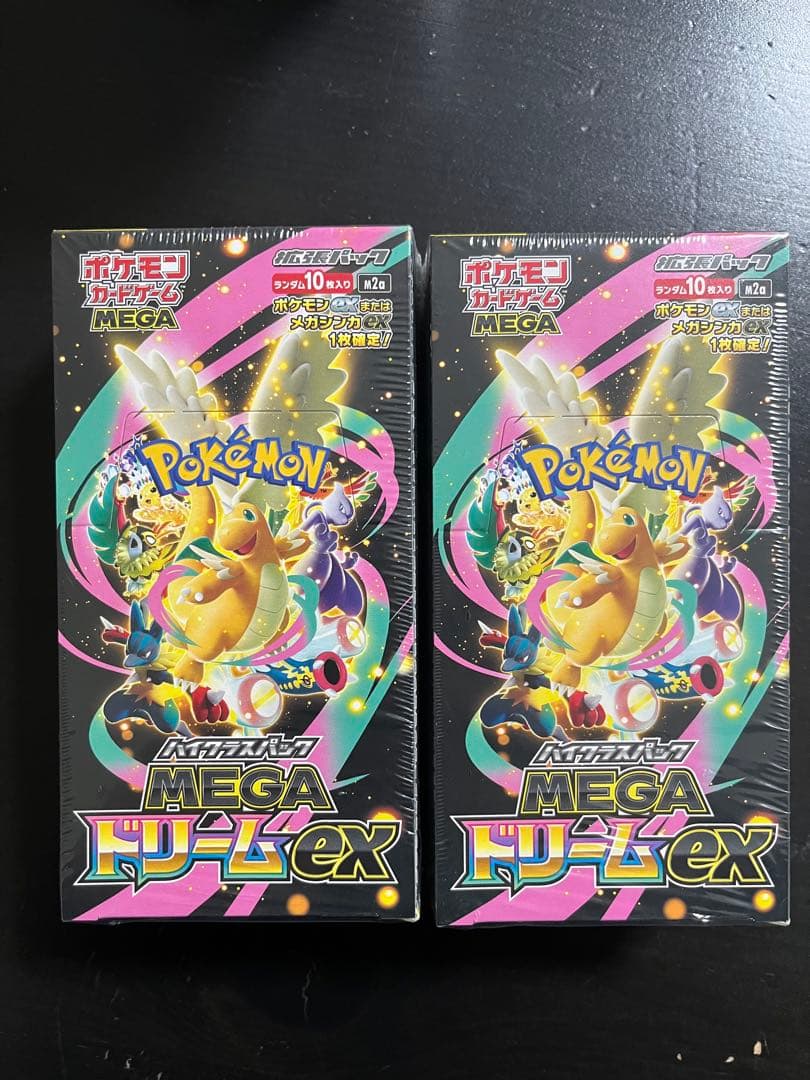 ポケモン
カードゲーム
MEGA
拡張パック
ランダム10枚入り M2a
ポケモンexまたは
メガシンカex
1枚確定!
POKéMON
ハイクラスパック
MEGA
ドリームex
ポケモン
カードゲーム
MEGA
拡張パック
ランダム10枚入り M2a
ポケモンexまたは
メガシンカex
1枚確定!
POKéMON
ハイクラスパック
MEGA
ドリームex